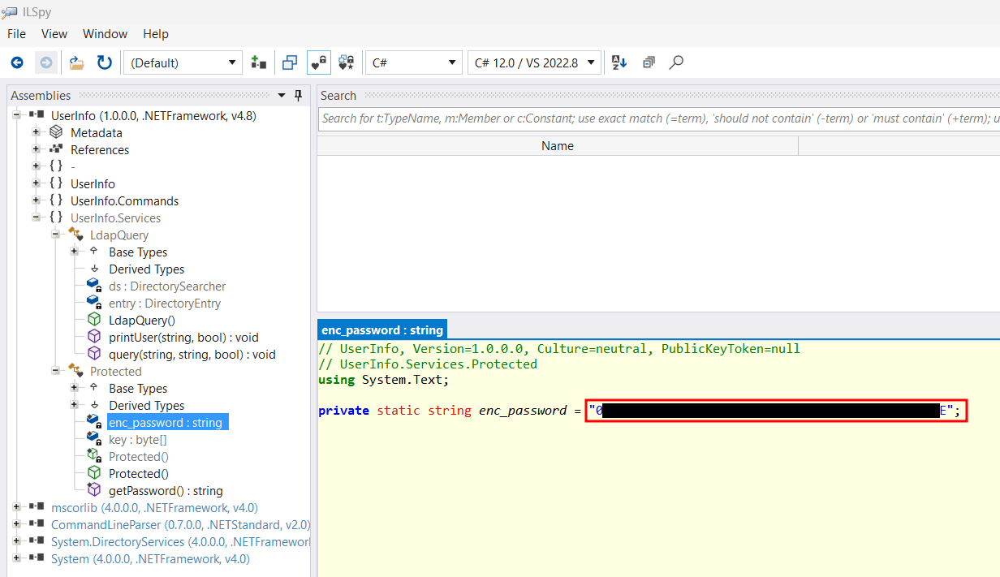 ILSpy
File View Window Help
(Default) C# C# 12.0 / VS 2022.8
Assemblies
UserInfo (1.0.0.0, .NETFramework, v4.8)
Metadata
References
-
UserInfo
UserInfo.Commands
UserInfo.Services
LdapQuery
Base Types
Derived Types
ds : DirectorySearcher
entry : DirectoryEntry
LdapQuery()
printUser(string, bool) : void
query(string, string, bool) : void
Protected
Base Types
Derived Types
enc_password : string
key : byte[]
Protected()
Protected()
getPassword() : string
mscorlib (4.0.0.0, .NETFramework, v4.0)
CommandLineParser (0.7.0.0, .NETStandard, v2.0)
System.DirectoryServices (4.0.0.0, .NETFramewor
System (4.0.0.0, .NETFramework, v4.0)
Search
Search for t:TypeName, m:Member or c:Constant; use exact match (=term), 'should not contain' (-term) or 'must contain' (+term); u
Name
enc_password : string
// UserInfo, Version=1.0.0.0, Culture=neutral, PublicKeyToken=null
// UserInfo.Services.Protected
using System.Text;
private static string enc_password = "0 E";